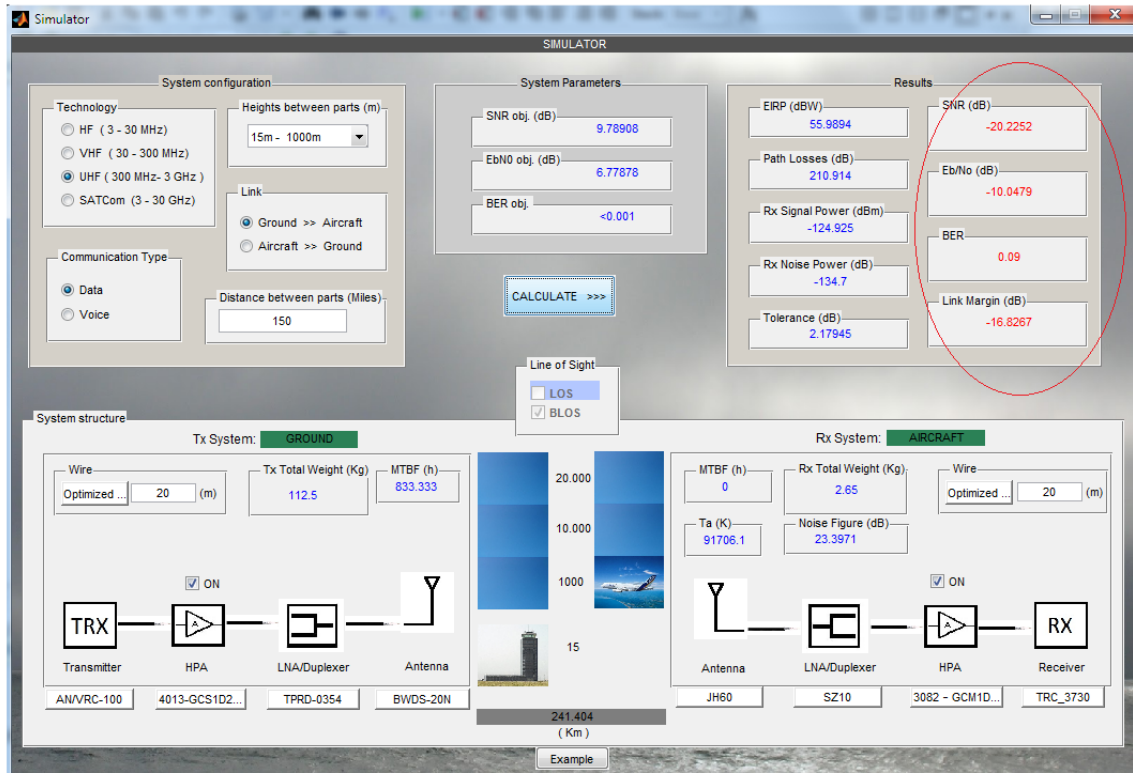 Simulator
SIMULATOR
System configuration
Technology
HF ( 3 - 30 MHz)
VHF ( 30 - 300 MHz)
UHF ( 300 MHz- 3 GHz )
SATCom (3 - 30 GHz)
Heights between parts (m)
15m - 1000m
Link
Ground >> Aircraft
Aircraft >> Ground
Communication Type
Data
Voice
Distance between parts (Miles)
150
System Parameters
SNR obj. (dB)
9.78908
EbN0 obj. (dB)
6.77878
BER obj.
<0.001
CALCULATE >>>
Results
EIRP (dBW)
55.9894
Path Losses (dB)
210.914
Rx Signal Power (dBm)
-124.925
Rx Noise Power (dB)
-134.7
Tolerance (dB)
2.17945
SNR (dB)
-20.2252
Eb/No (dB)
-10.0479
BER
0.09
Link Margin (dB)
-16.8267
Line of Sight
LOS
BLOS
System structure
Tx System: GROUND
Wire
Optimized ... 20 (m)
Tx Total Weight (Kg)
112.5
MTBF (h)
833.333
ON
TRX
A
Transmitter HPA LNA/Duplexer Antenna
AN/VRC-100 4013-GCS1D2... TPRD-0354 BWDS-20N
20.000
10.000
1000
15
241.404
( Km )
Example
Rx System: AIRCRAFT
MTBF (h)
0
Rx Total Weight (Kg)
2.65
Wire
Optimized ... 20 (m)
Ta (K)
91706.1
Noise Figure (dB)
23.3971
ON
A
RX
Antenna LNA/Duplexer HPA Receiver
JH60 SZ10 3082 - GCM1D... TRC_3730